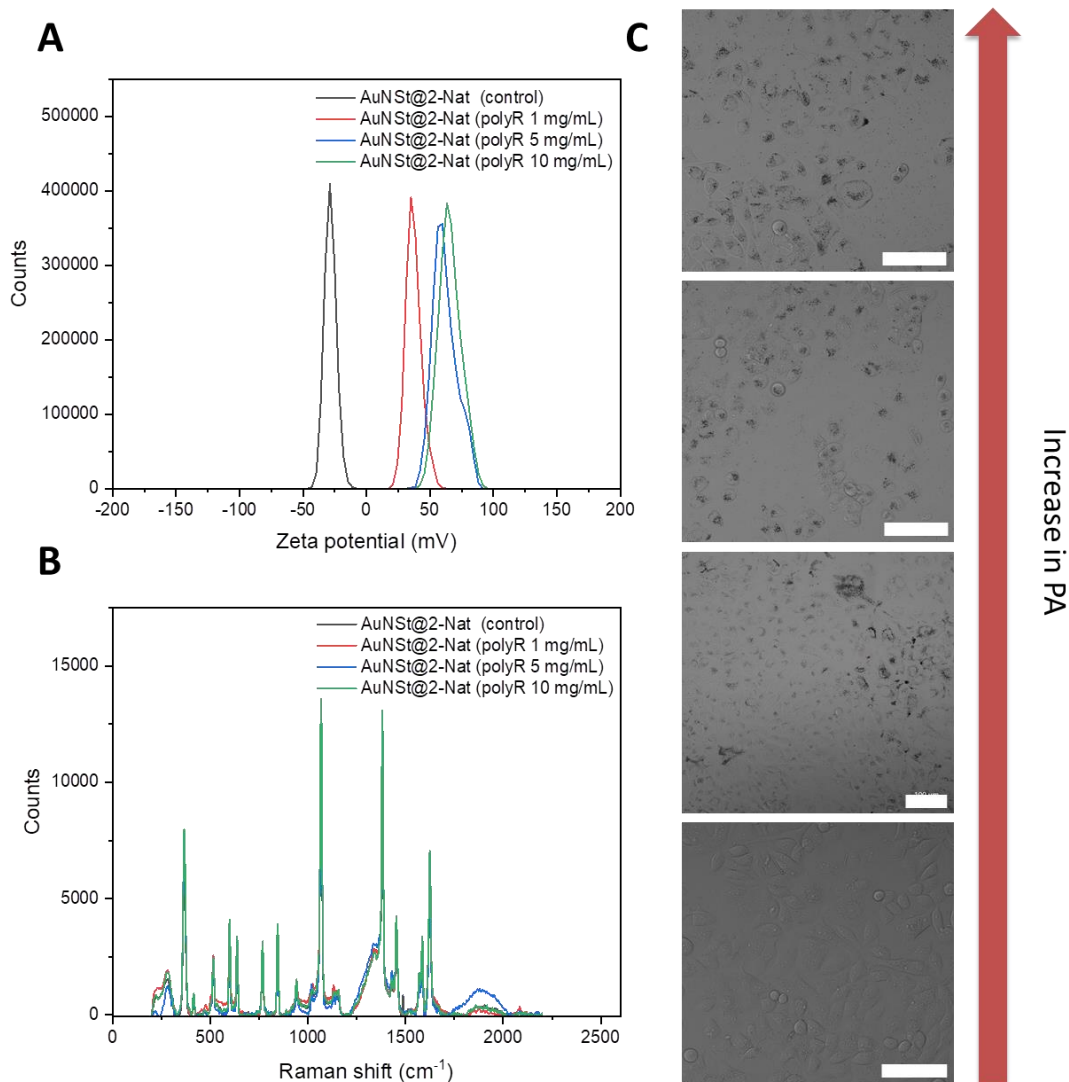 A
AuNSt@2-Nat (control)
AuNSt@2-Nat (polyR 1 mg/mL)
AuNSt@2-Nat (polyR 5 mg/mL)
AuNSt@2-Nat (polyR 10 mg/mL)
500000
400000
300000
200000
100000
0
Counts
-200 -150 -100 -50 0 50 100 150 200
Zeta potential (mV)
B
AuNSt@2-Nat (control)
AuNSt@2-Nat (polyR 1 mg/mL)
AuNSt@2-Nat (polyR 5 mg/mL)
AuNSt@2-Nat (polyR 10 mg/mL)
15000
10000
5000
0
Counts
0 500 1000 1500 2000 2500
Raman shift (cm⁻¹)
C
Increase in PA